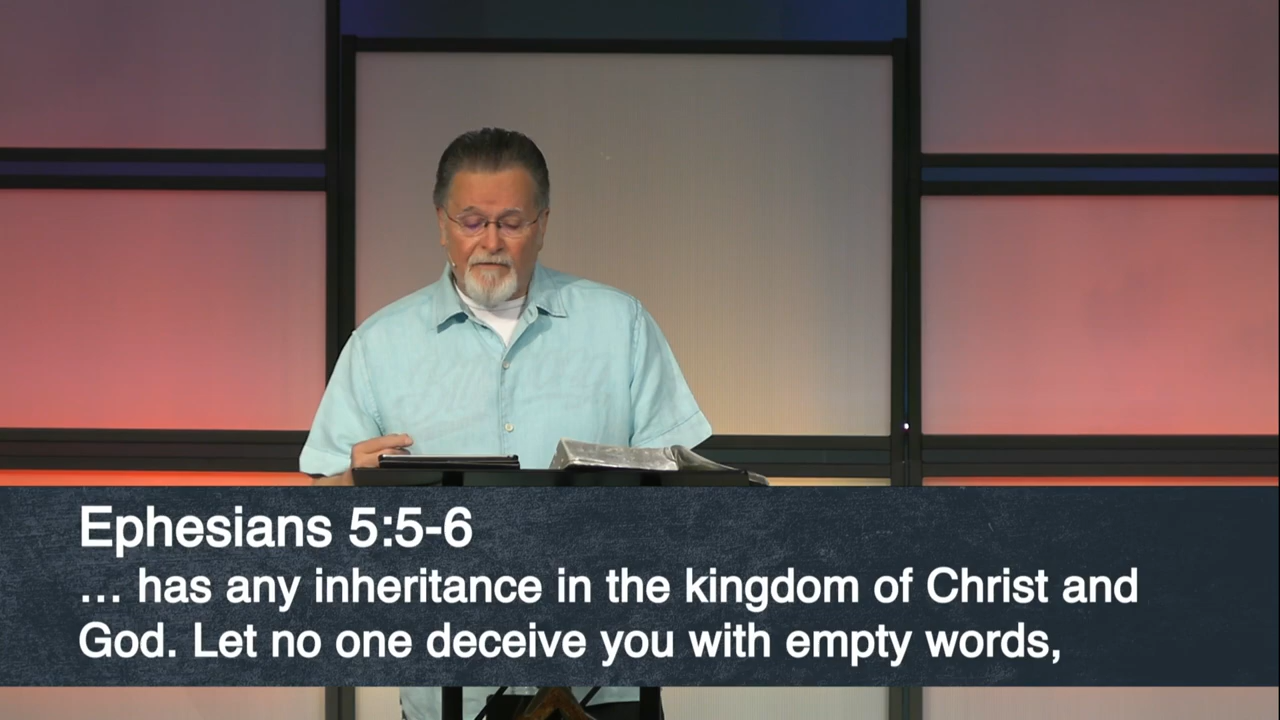 Ephesians 5:5-6
… has any inheritance in the kingdom of Christ and
God. Let no one deceive you with empty words,